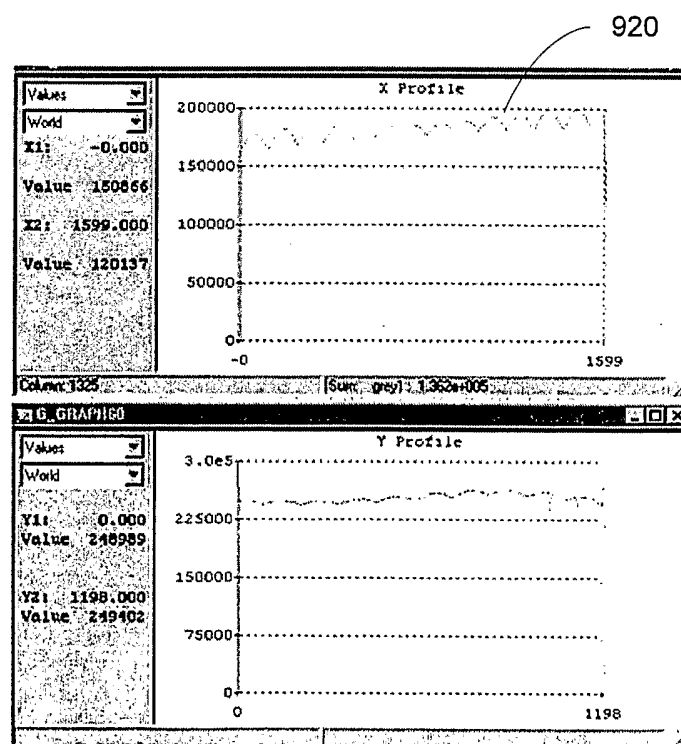 920
X Profile
Values
World
X1: -0.000
Value 150866
X2: 1599.000
Value 120137
200000
150000
100000
50000
0
-0 1599
Column: 1325 [Sum: grey]: 1.362e+005
G_GRAPH60
Y Profile
Values
World
Y1: 0.000
Value 248989
Y2: 1198.000
Value 249402
3.0e5
225000
150000
75000
0
0 1198